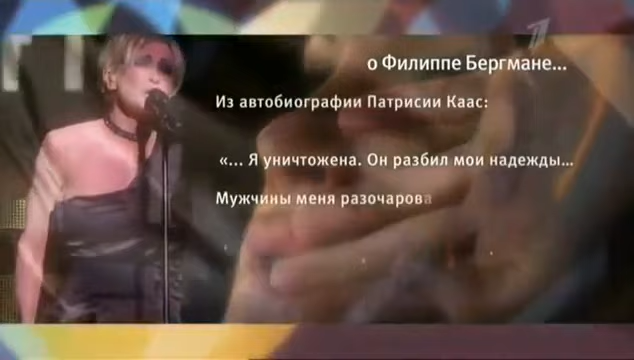 о Филиппе Бергмане...
Из автобиографии Патрисии Каас:
«... Я уничтожена. Он разбил мои надежды...
Мужчины меня разочарова